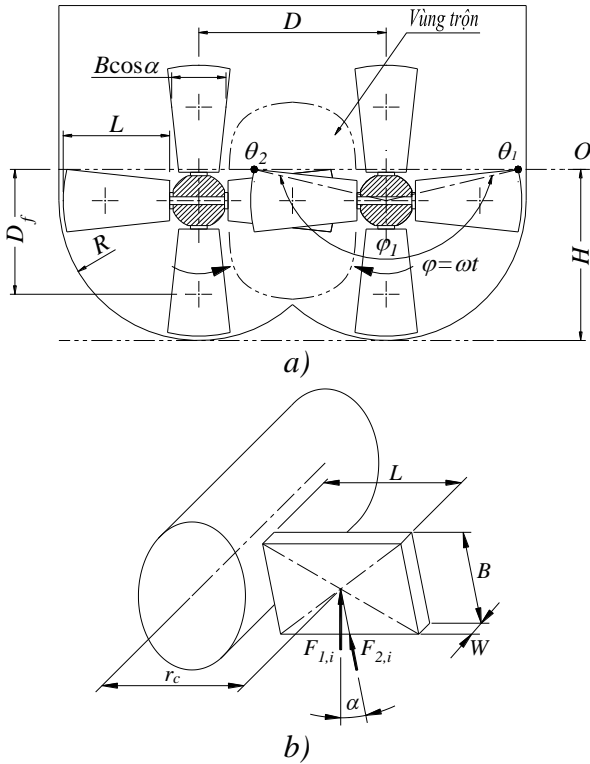 Vùng trộn
D
Bcosα
L
θ₂
θ₁
O
D_f
R
φ₁
φ=ωt
H
a)
L
B
F₁,ᵢ
F₂,ᵢ
W
r_c
α
b)